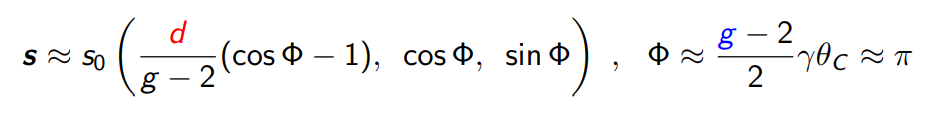 s ≈ s₀ ( d/(g − 2) (cos Φ − 1), cos Φ, sin Φ ) , Φ ≈ (g − 2)/2 γθ_C ≈ π